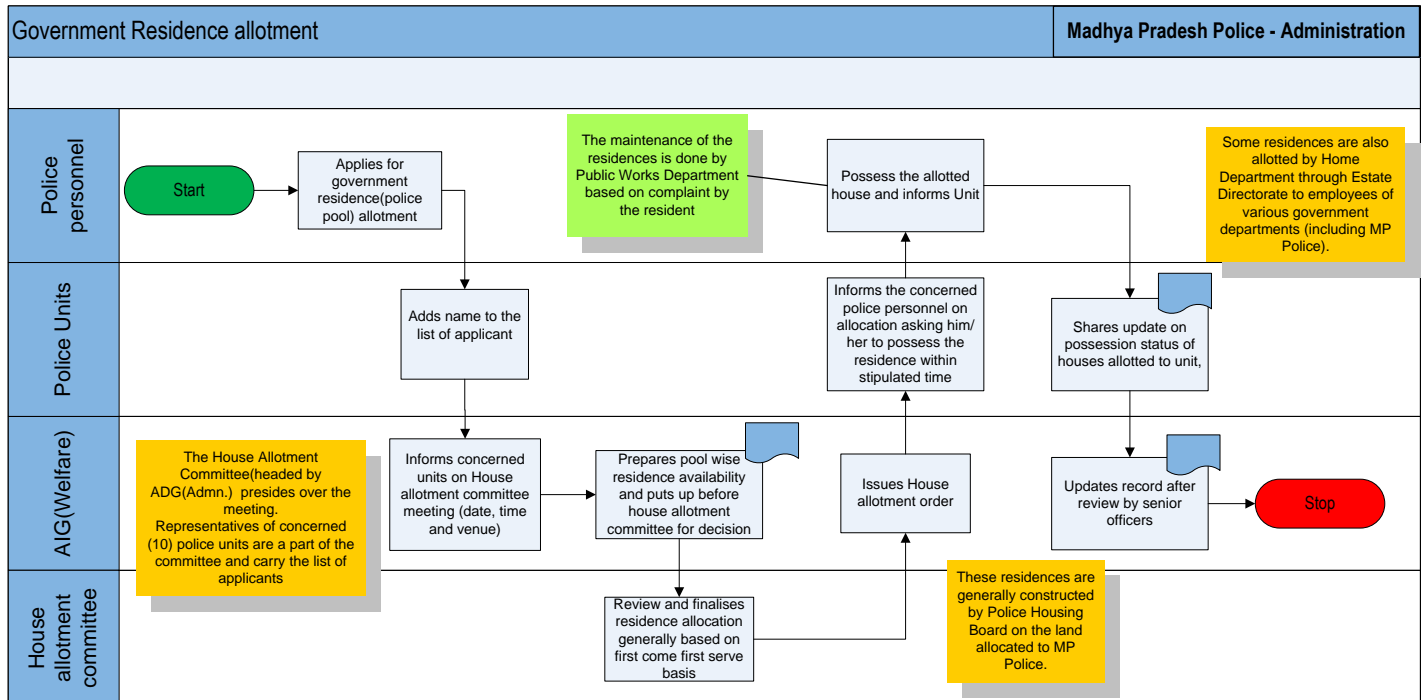 Government Residence allotment
Madhya Pradesh Police - Administration
Police
personnel
Start
Applies for
government
residence(police
pool) allotment
The maintenance of the
residences is done by
Public Works Department
based on complaint by
the resident
Possess the allotted
house and informs Unit
Some residences are also
allotted by Home
Department through Estate
Directorate to employees of
various government
departments (including MP
Police).
Police Units
Adds name to the
list of applicant
Informs the concerned
police personnel on
allocation asking him/
her to possess the
residence within
stipulated time
Shares update on
possession status of
houses allotted to unit,
AIG(Welfare)
The House Allotment
Committee(headed by
ADG(Admn.) presides over the
meeting.
Representatives of concerned
(10) police units are a part of the
committee and carry the list of
applicants
Informs concerned
units on House
allotment committee
meeting (date, time
and venue)
Prepares pool wise
residence availability
and puts up before
house allotment
committee for decision
Issues House
allotment order
Updates record after
review by senior
officers
Stop
House
allotment
committee
Review and finalises
residence allocation
generally based on
first come first serve
basis
These residences are
generally constructed
by Police Housing
Board on the land
allocated to MP
Police.